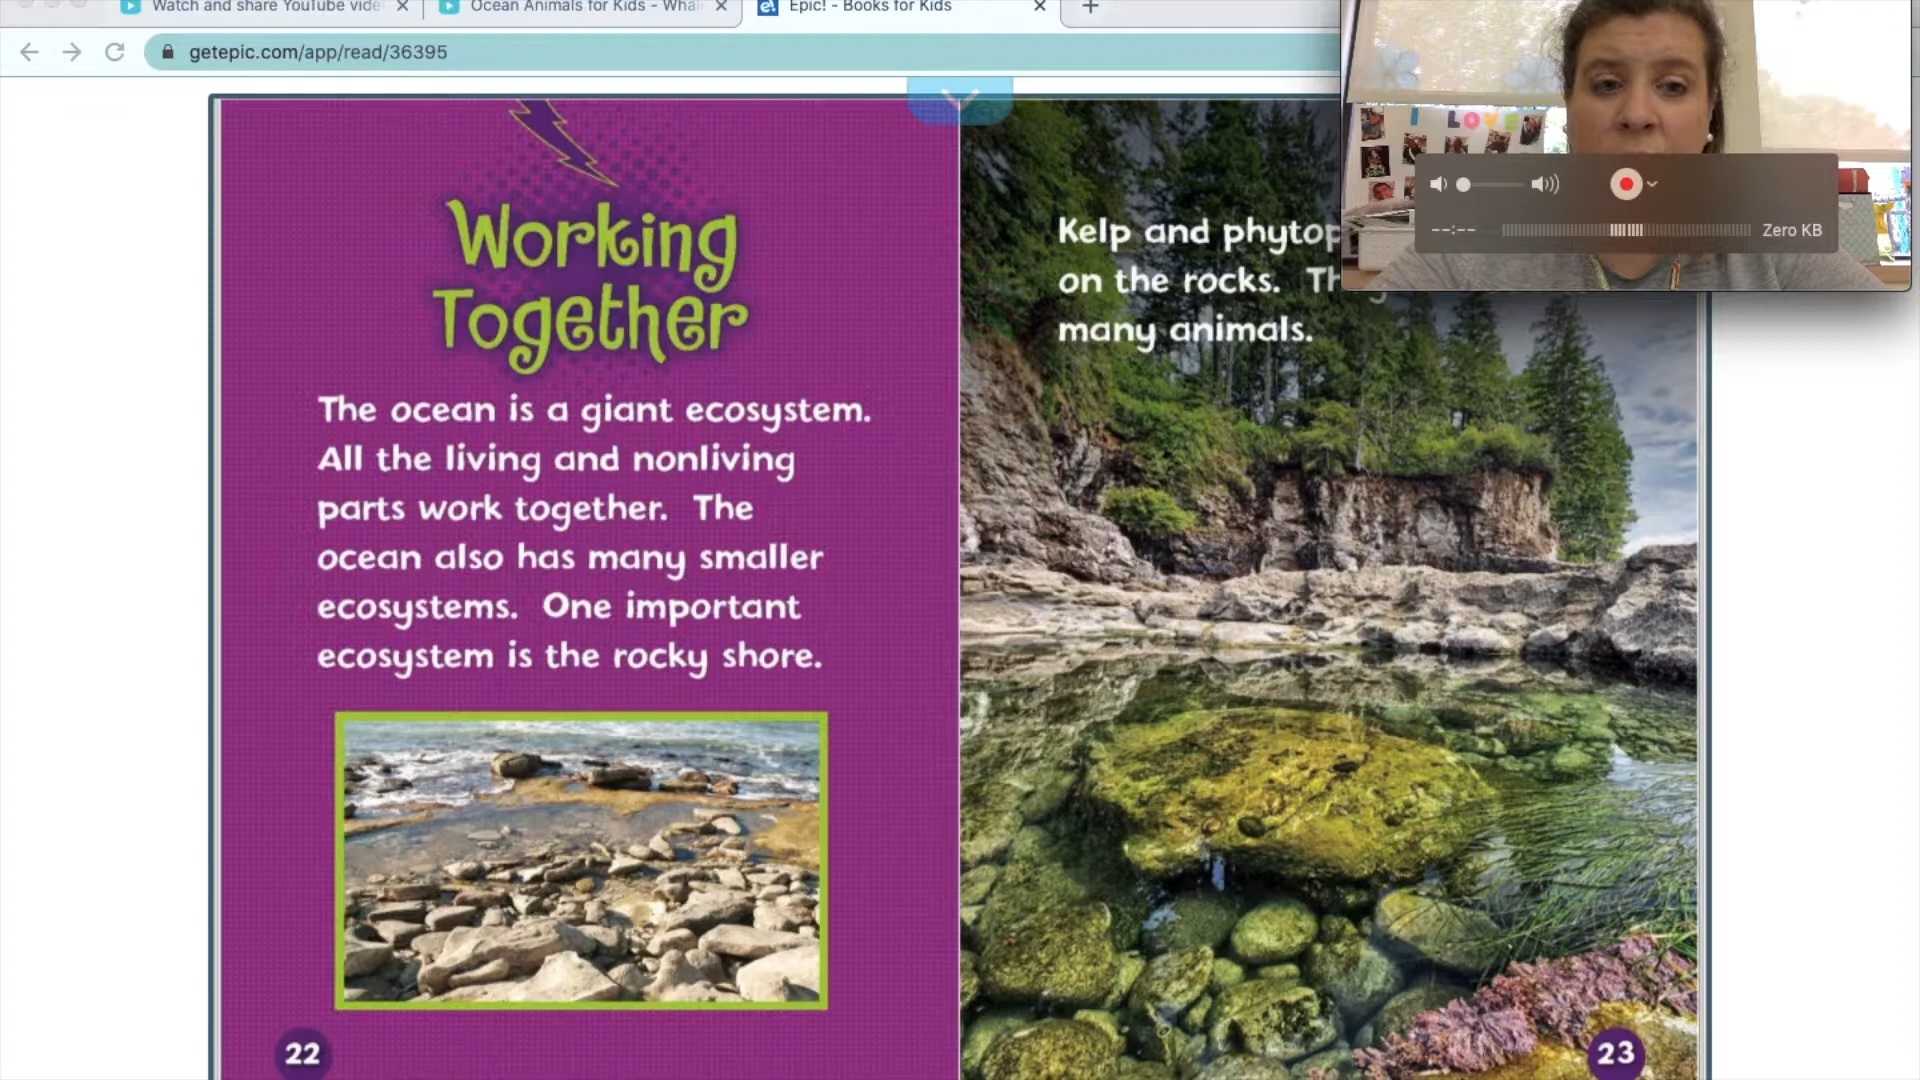 Watch and share YouTube vide
Ocean Animals for Kids - Whal
Epic! - Books for Kids
getepic.com/app/read/36395
Working
Together
The ocean is a giant ecosystem.
All the living and nonliving
parts work together. The
ocean also has many smaller
ecosystems. One important
ecosystem is the rocky shore.
22
Kelp and phytop
on the rocks. Th
many animals.
23
I LOVE
--:--
Zero KB